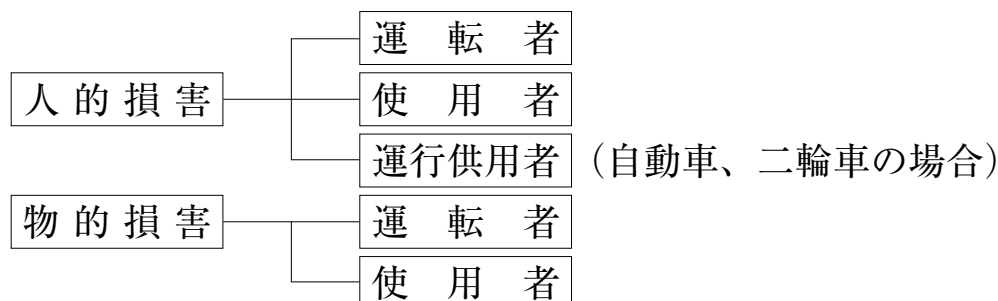 運転者
人的損害
使用者
運行供用者（自動車、二輪車の場合）
物的損害
運転者
使用者